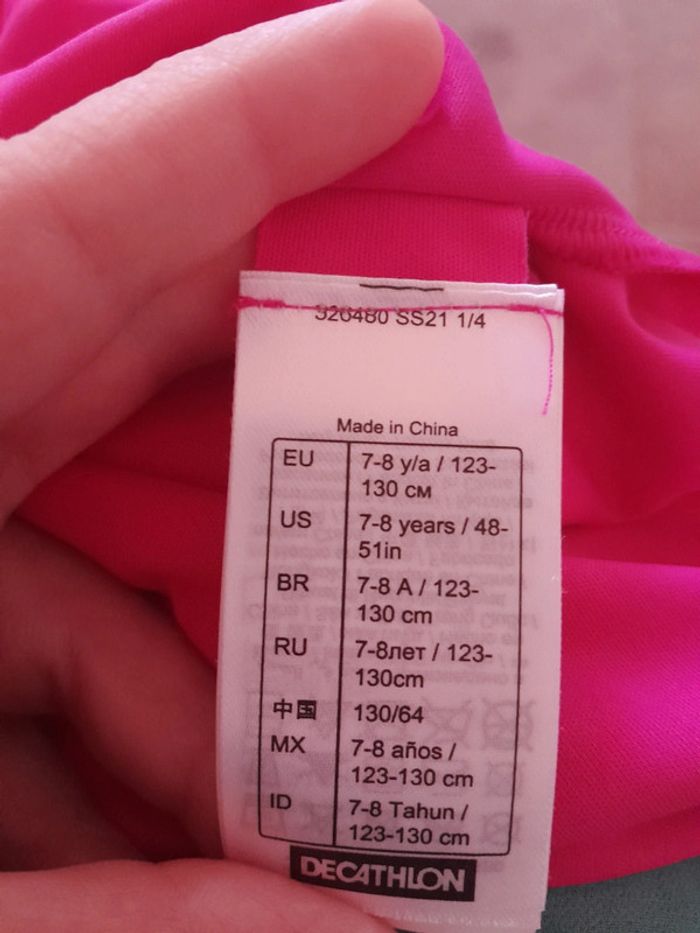 326480 SS21 1/4
Made in China
EU 7-8 y/a / 123-
130 см
US 7-8 years / 48-
51in
BR 7-8 A / 123-
130 cm
RU 7-8лет / 123-
130cm
中国 130/64
MX 7-8 años /
123-130 cm
ID 7-8 Tahun /
123-130 cm
DECATHLON